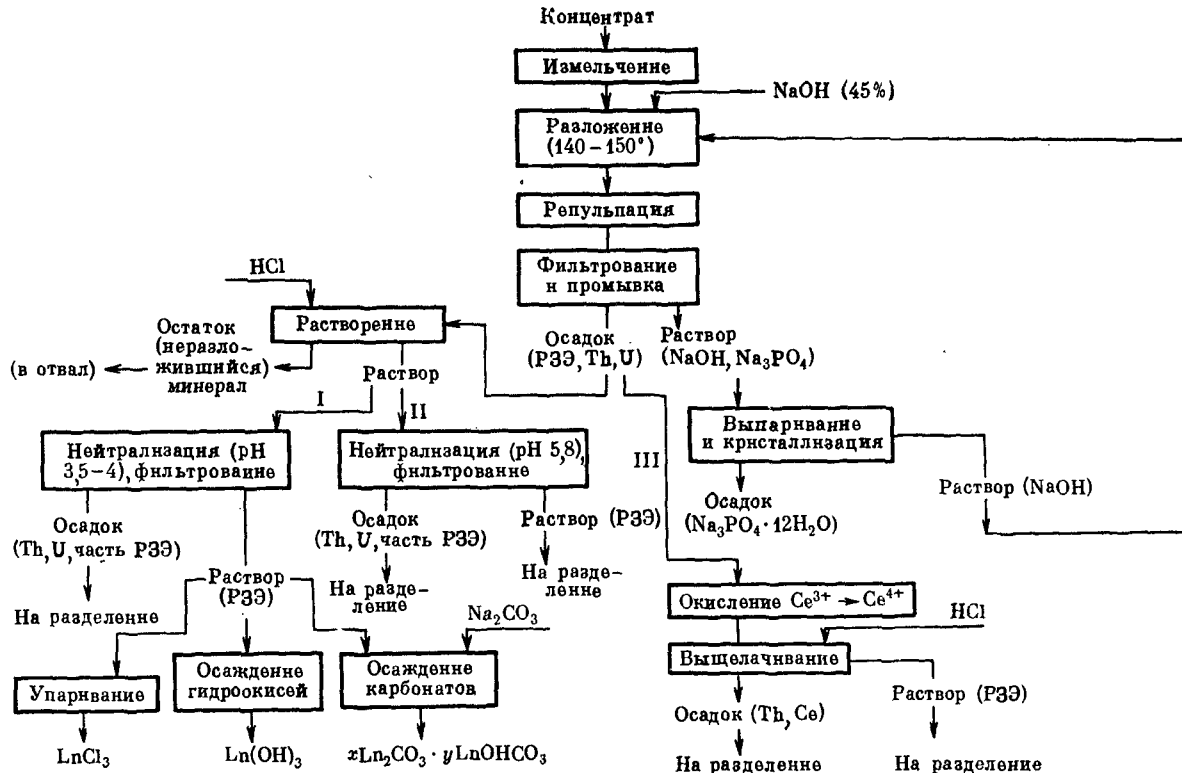 Концентрат
Измельчение
NaOH (45%)
Разложение
(140–150°)
Репульпация
Фильтрование
и промывка
HCl
Растворение
Остаток
(неразло-
жившийся)
минерал
(в отвал)
Раствор
Осадок
(РЗЭ, Th, U)
Раствор
(NaOH, Na₃PO₄)
I
II
III
Нейтрализация (pH
3,5–4), фильтрование
Нейтрализация (pH 5,8),
фильтрование
Выпаривание
и кристаллизация
Раствор (NaOH)
Осадок
(Na₃PO₄ · 12H₂O)
Осадок
(Th, U, часть РЗЭ)
На разделение
Раствор
(РЗЭ)
Осадок
(Th, U, часть РЗЭ)
На разде-
ление
Раствор (РЗЭ)
На разде-
ление
Na₂CO₃
Окисление Ce³⁺ → Ce⁴⁺
HCl
Выщелачивание
Упаривание
Осаждение
гидроокисей
Осаждение
карбонатов
Осадок (Th, Ce)
Раствор (РЗЭ)
LnCl₃
Ln(OH)₃
xLn₂CO₃ · yLnOHCO₃
На разделение
На разделение